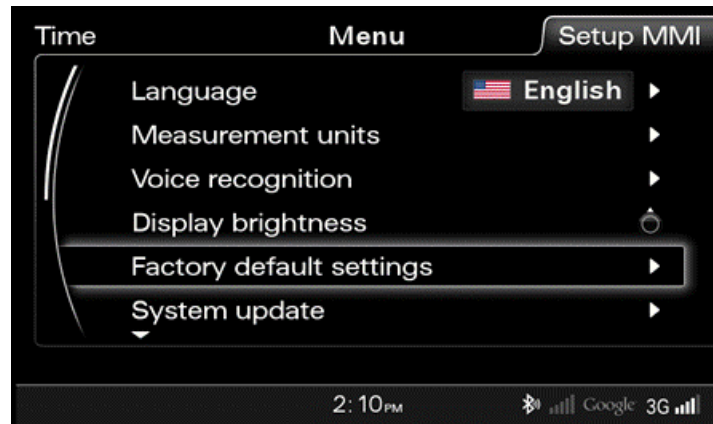 Time Menu Setup MMI
Language English
Measurement units
Voice recognition
Display brightness
Factory default settings
System update
2:10PM Google 3G